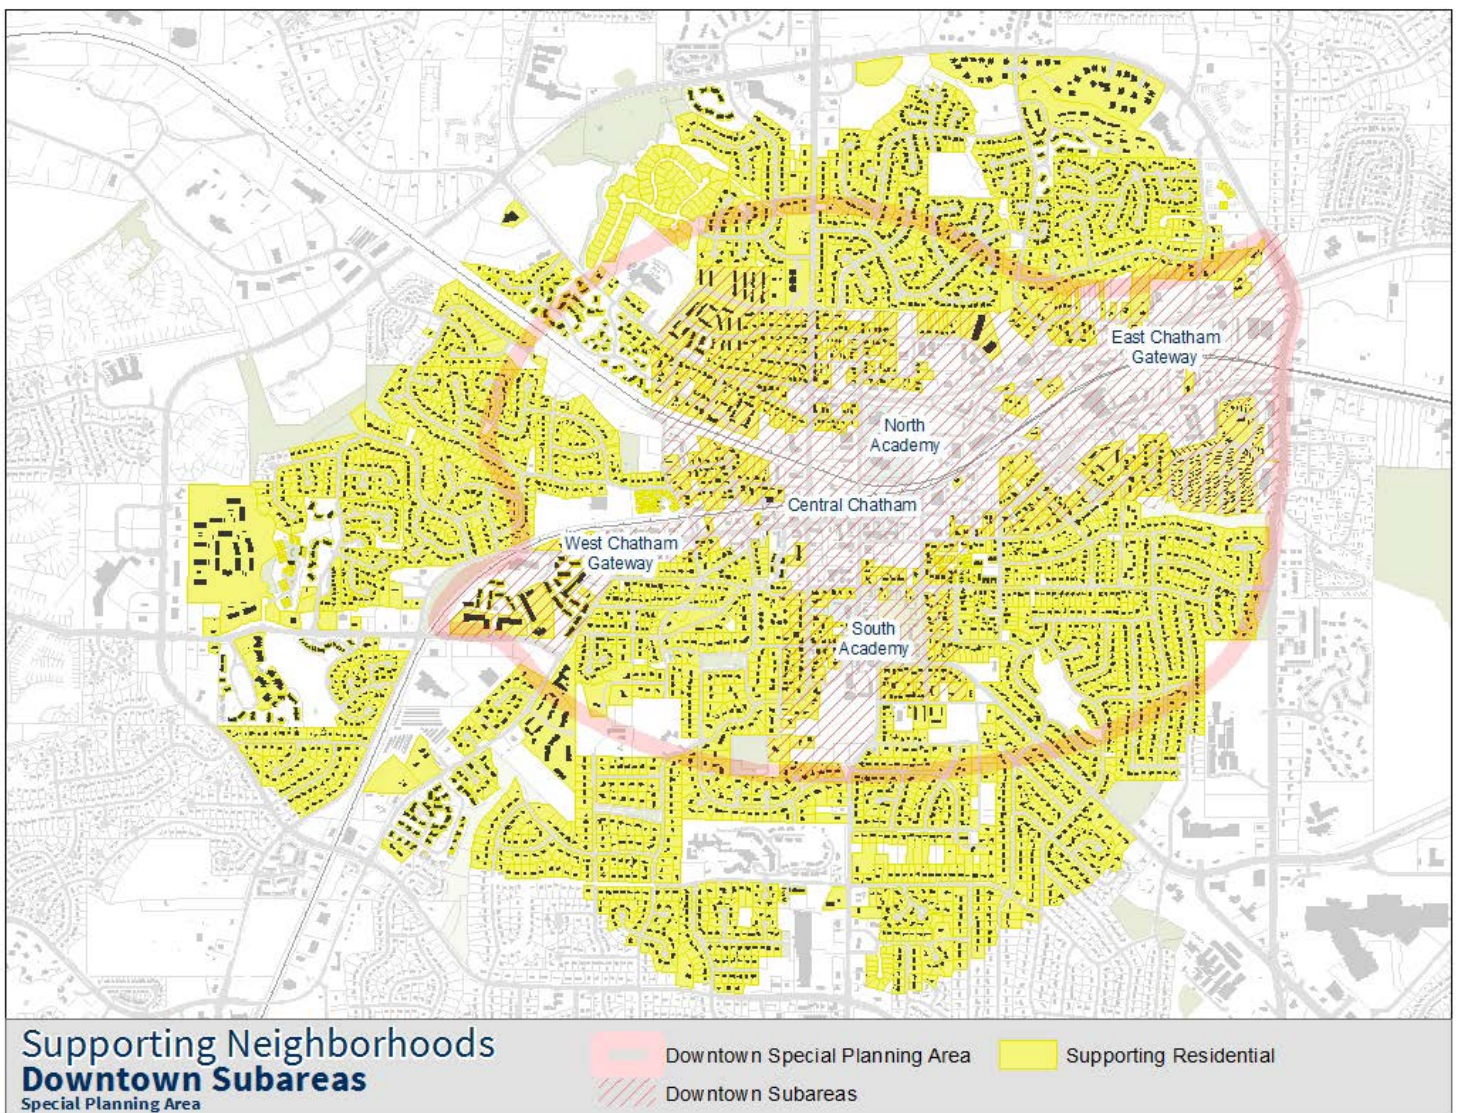 East Chatham
Gateway
North
Academy
Central Chatham
West Chatham
Gateway
South
Academy
Supporting Neighborhoods
Downtown Subareas
Special Planning Area
Downtown Special Planning Area
Downtown Subareas
Supporting Residential